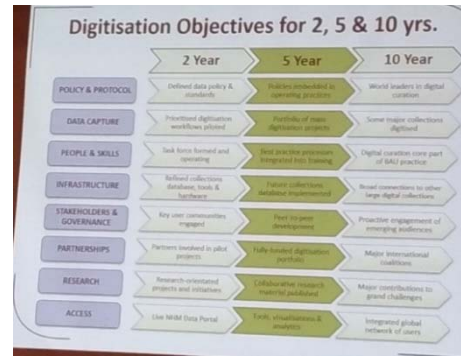 Digitisation Objectives for 2, 5 & 10 yrs.
2 Year
5 Year
10 Year
POLICY & PROTOCOL
Defined data policy &
standards
Policies embedded in
operating practices
World leaders in digital
curation
DATA CAPTURE
Prioritised digitisation
workflows piloted
Portfolio of mass
digitisation projects
Some major collections
digitised
PEOPLE & SKILLS
Task force formed and
operating
Best practice processes
integrated into training
Digital curation core part
of BAU practice
INFRASTRUCTURE
Refined collections
database, tools &
hardware
Future collections
database implemented
Broad connections to other
large digital collections
STAKEHOLDERS &
GOVERNANCE
Key user communities
engaged
Peer to peer
development
Proactive engagement of
emerging audiences
PARTNERSHIPS
Partners involved in pilot
projects
Fully funded digitisation
portfolio
Major international
coalitions
RESEARCH
Research-orientated
projects and initiatives
Collaborative research
material published
Major contributions to
grand challenges
ACCESS
Live NHM Data Portal
Tools, visualisations &
analytics
Integrated global
network of users